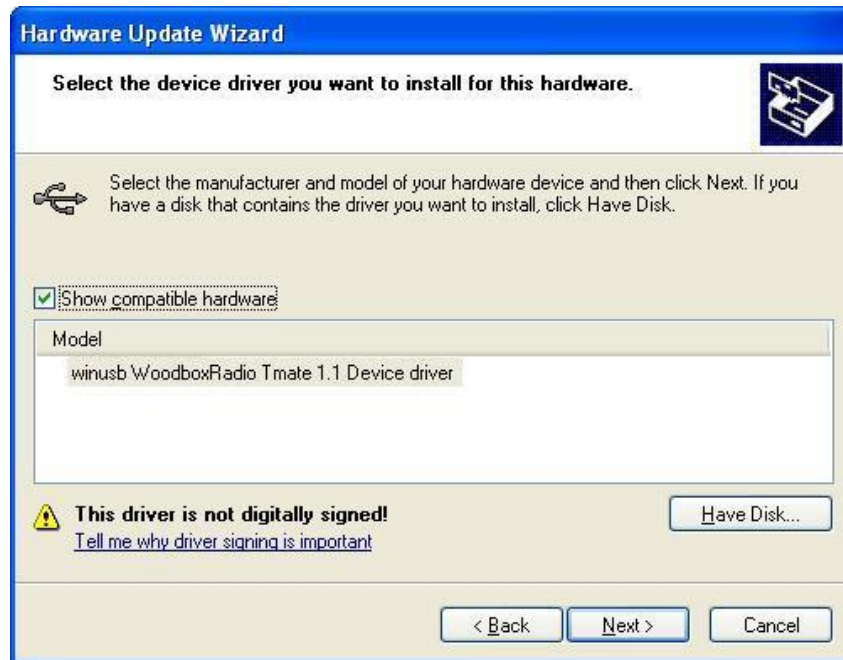 Hardware Update Wizard
Select the device driver you want to install for this hardware.
Select the manufacturer and model of your hardware device and then click Next. If you
have a disk that contains the driver you want to install, click Have Disk.
Show compatible hardware
Model
winusb WoodboxRadio Tmate 1.1 Device driver
This driver is not digitally signed!
Have Disk...
Tell me why driver signing is important
< Back
Next >
Cancel